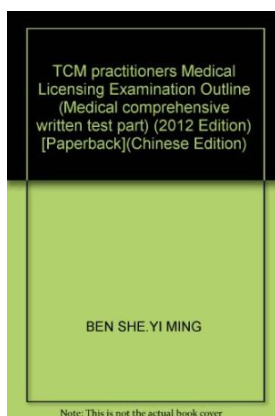 TCM practitioners Medical
Licensing Examination Outline
(Medical comprehensive
written test part) (2012 Edition)
[Paperback](Chinese Edition)
BEN SHE.YI MING
Note: This is not the actual book cover